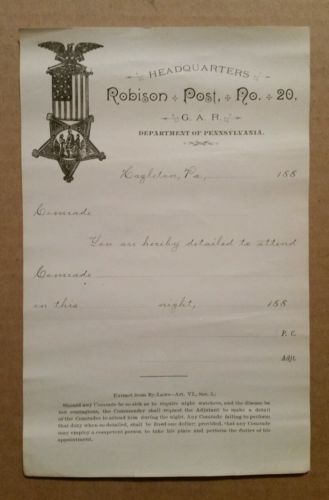 HEADQUARTERS
Robison Post, No. 20,
G. A. R.
DEPARTMENT OF PENNSYLVANIA.
Hazleton, Pa., 188
Comrade
You are hereby detailed to attend
Comrade
on this night, 188
P. C.
Adjt.
Extract from By-Laws—Art. VI., Sec. 5.:
Should any Comrade be so sick as to require night watchers, and the disease be
not contagious, the Commander shall request the Adjutant to make a detail
of the Comrades to attend him during the night. Any Comrade failing to perform
that duty when so detailed, shall be fined one dollar; provided, that any Comrade
may employ a competent person to take his place and perform the duties of his
appointment.